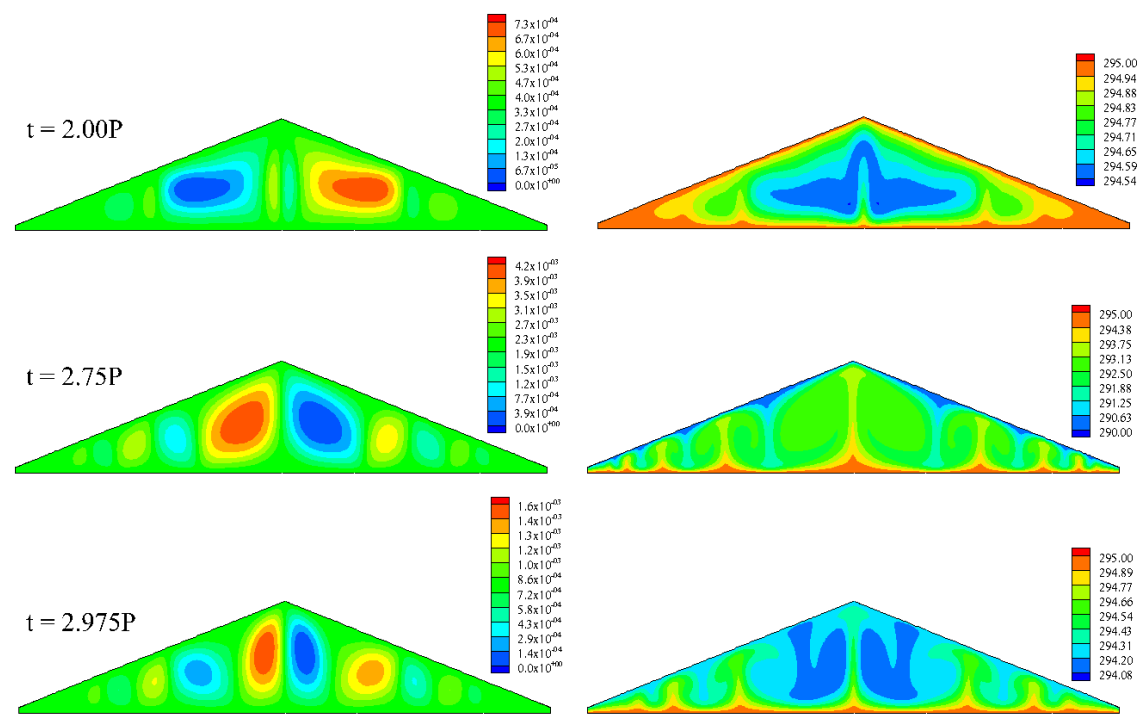 7.3x10⁻⁰⁴
6.7x10⁻⁰⁴
6.0x10⁻⁰⁴
5.3x10⁻⁰⁴
4.7x10⁻⁰⁴
4.0x10⁻⁰⁴
3.3x10⁻⁰⁴
2.7x10⁻⁰⁴
2.0x10⁻⁰⁴
1.3x10⁻⁰⁴
6.7x10⁻⁰⁵
0.0x10⁺⁰⁰
t = 2.00P
295.00
294.94
294.88
294.83
294.77
294.71
294.65
294.59
294.54
4.2x10⁻⁰³
3.9x10⁻⁰³
3.5x10⁻⁰³
3.1x10⁻⁰³
2.7x10⁻⁰³
2.3x10⁻⁰³
1.9x10⁻⁰³
1.5x10⁻⁰³
1.2x10⁻⁰³
7.7x10⁻⁰⁴
3.9x10⁻⁰⁴
0.0x10⁺⁰⁰
t = 2.75P
295.00
294.38
293.75
293.13
292.50
291.88
291.25
290.63
290.00
1.6x10⁻⁰³
1.4x10⁻⁰³
1.3x10⁻⁰³
1.2x10⁻⁰³
1.0x10⁻⁰³
8.6x10⁻⁰⁴
7.2x10⁻⁰⁴
5.8x10⁻⁰⁴
4.3x10⁻⁰⁴
2.9x10⁻⁰⁴
1.4x10⁻⁰⁴
0.0x10⁺⁰⁰
t = 2.975P
295.00
294.89
294.77
294.66
294.54
294.43
294.31
294.20
294.08